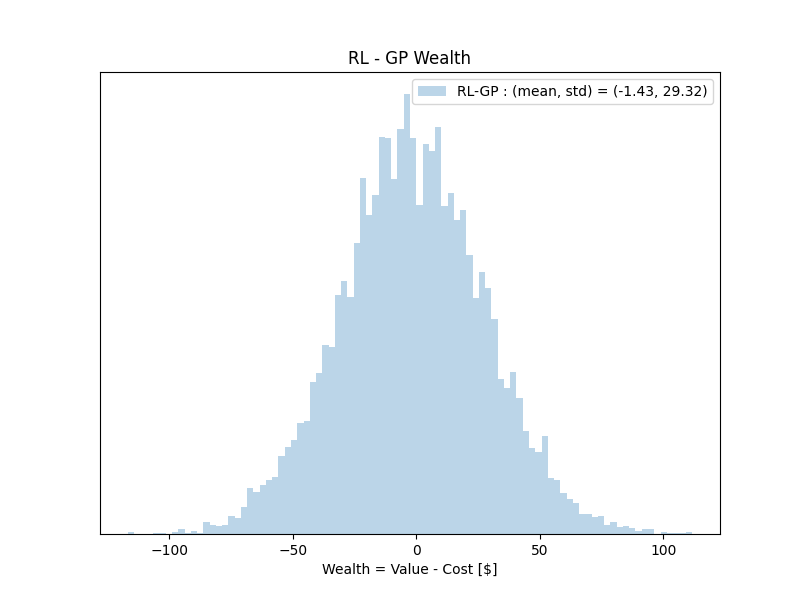 RL - GP Wealth
RL-GP : (mean, std) = (-1.43, 29.32)
−100 −50 0 50 100
Wealth = Value - Cost [$]